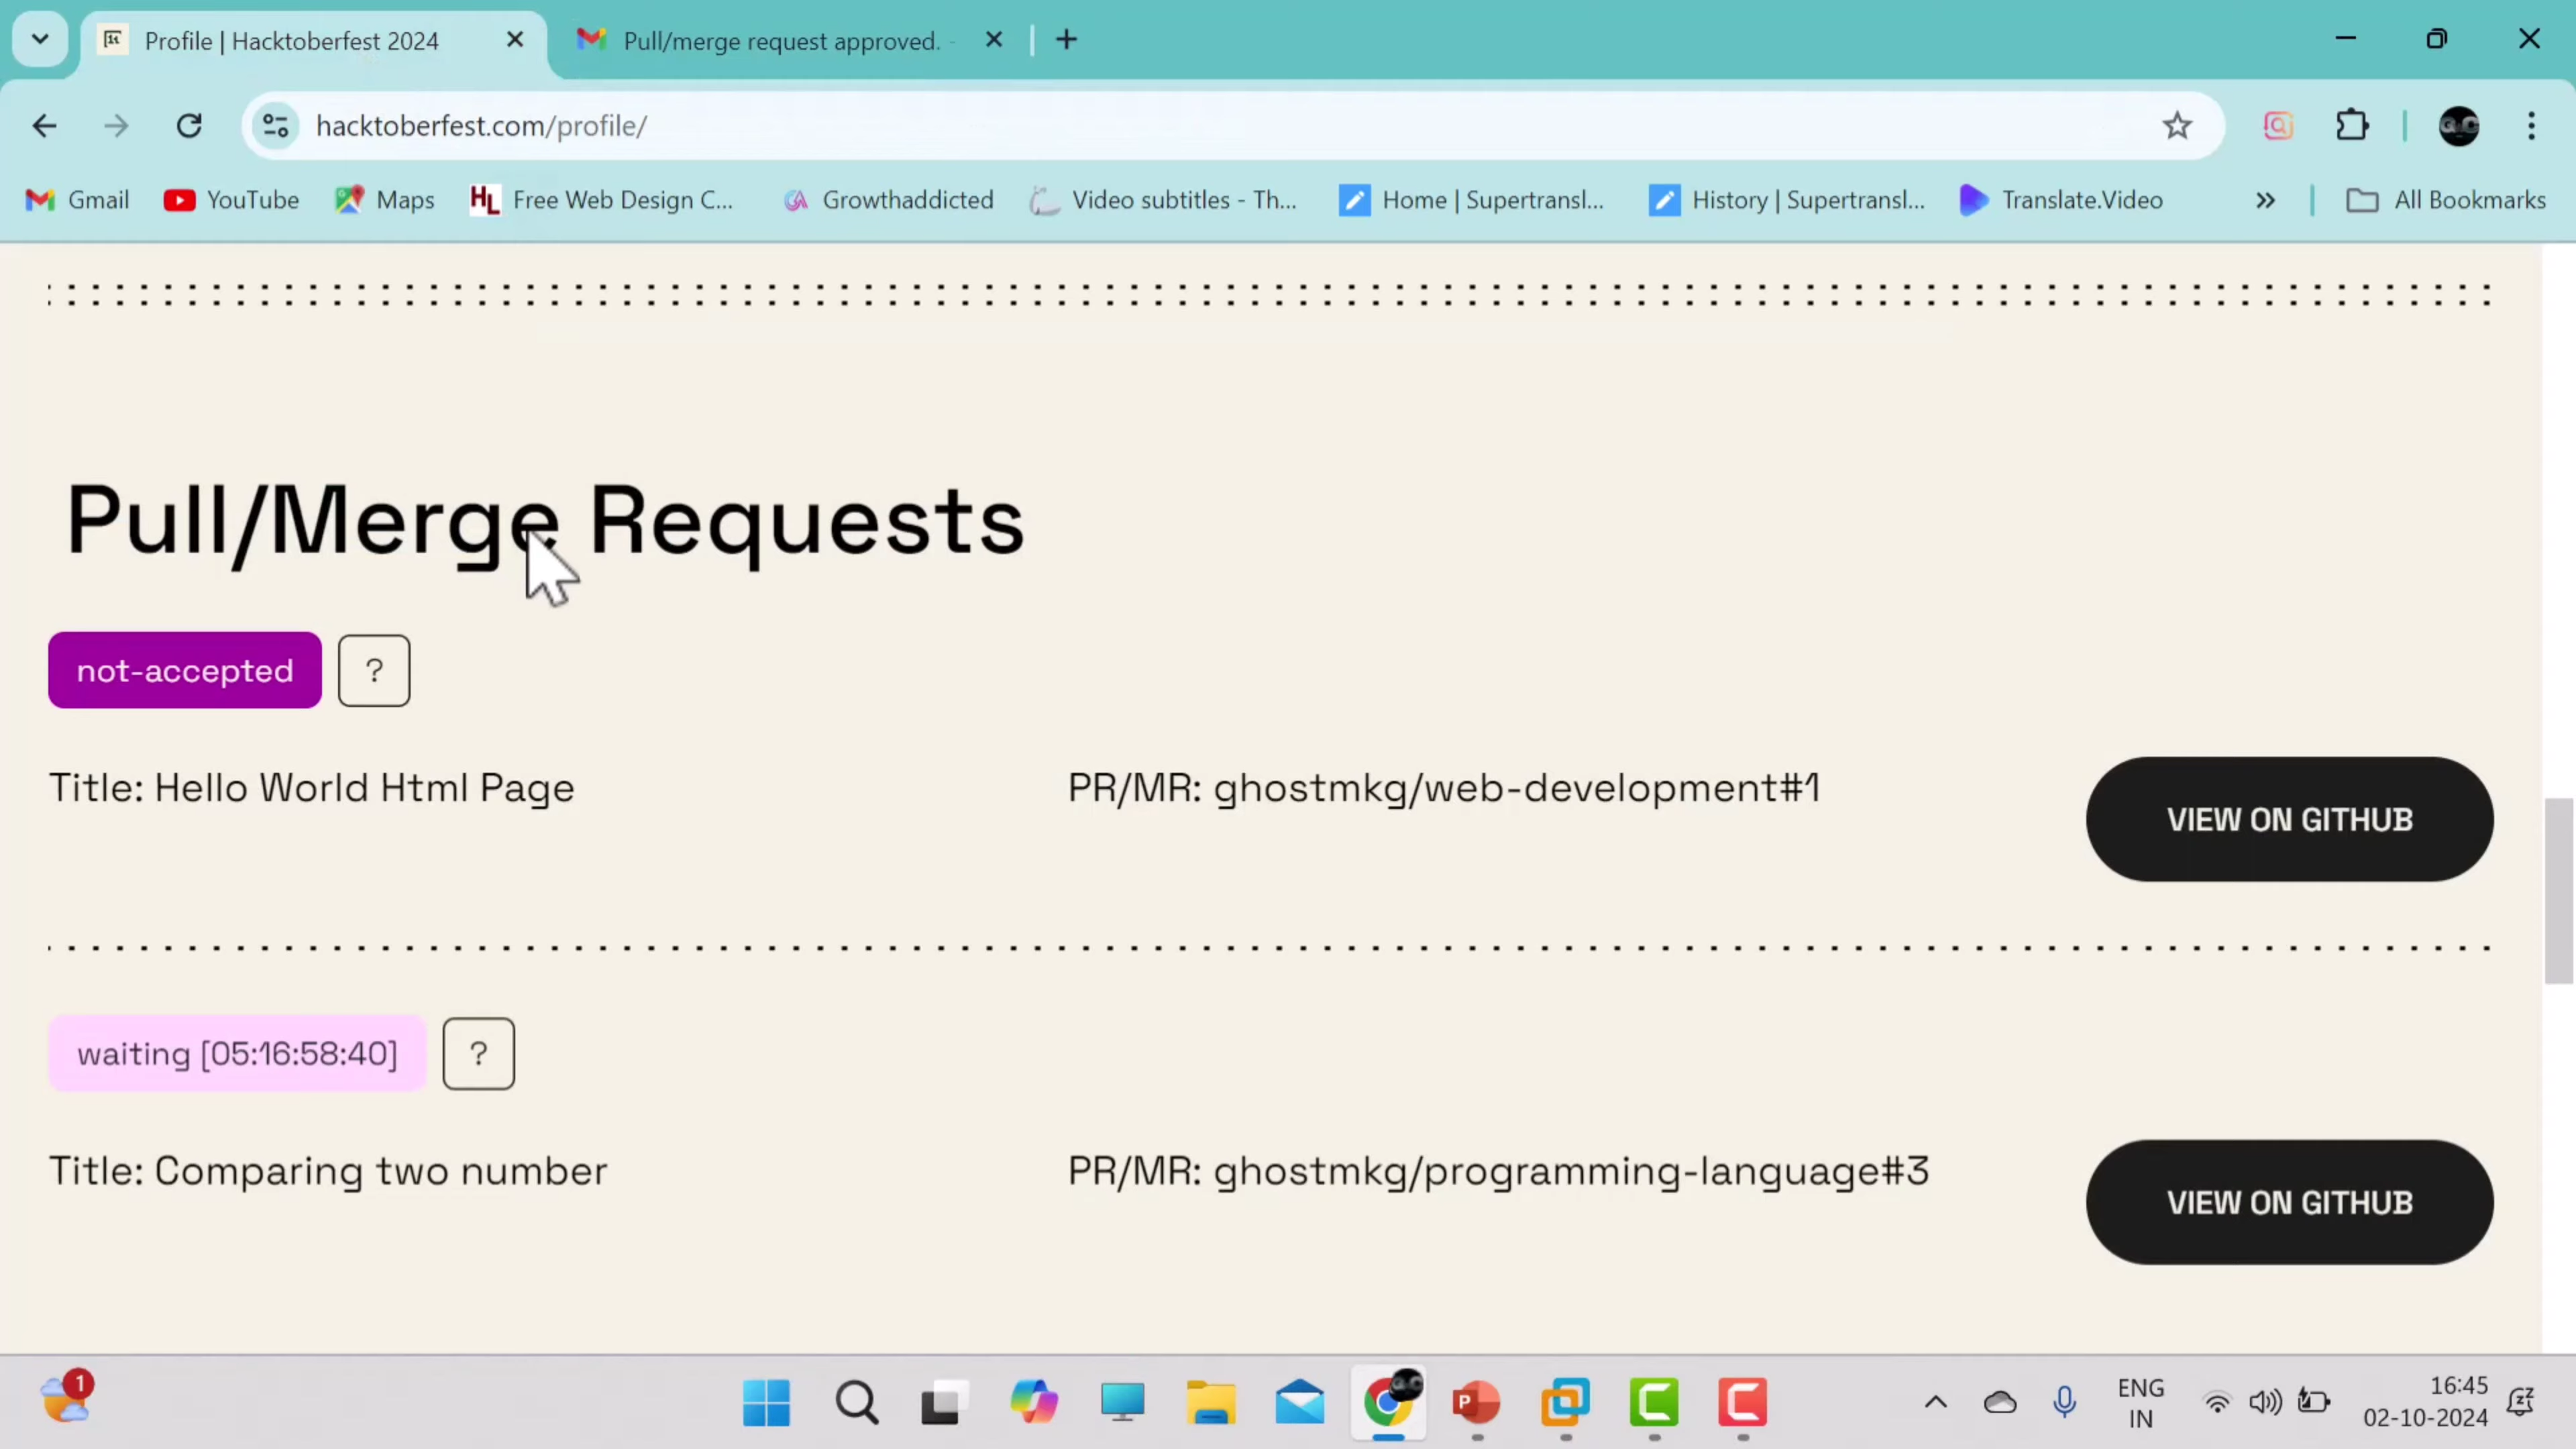 Profile | Hacktoberfest 2024
Pull/merge request approved. -
hacktoberfest.com/profile/
Gmail
YouTube
Maps
HL
Free Web Design C...
Growthaddicted
Video subtitles - Th...
Home | Supertransl...
History | Supertransl...
Translate.Video
All Bookmarks
Pull/Merge Requests
not-accepted
?
Title: Hello World Html Page
PR/MR: ghostmkg/web-development#1
VIEW ON GITHUB
waiting [05:16:58:40]
?
Title: Comparing two number
PR/MR: ghostmkg/programming-language#3
VIEW ON GITHUB
1
ENG
IN
16:45
02-10-2024